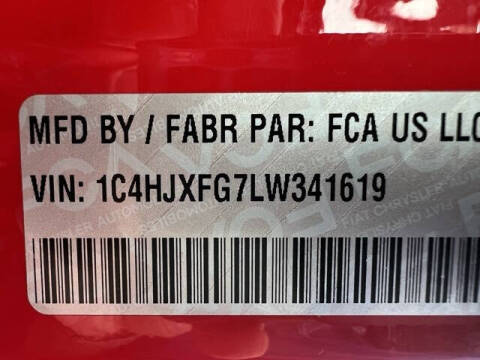 MFD BY / FABR PAR: FCA US LLC
VIN: 1C4HJXFG7LW341619